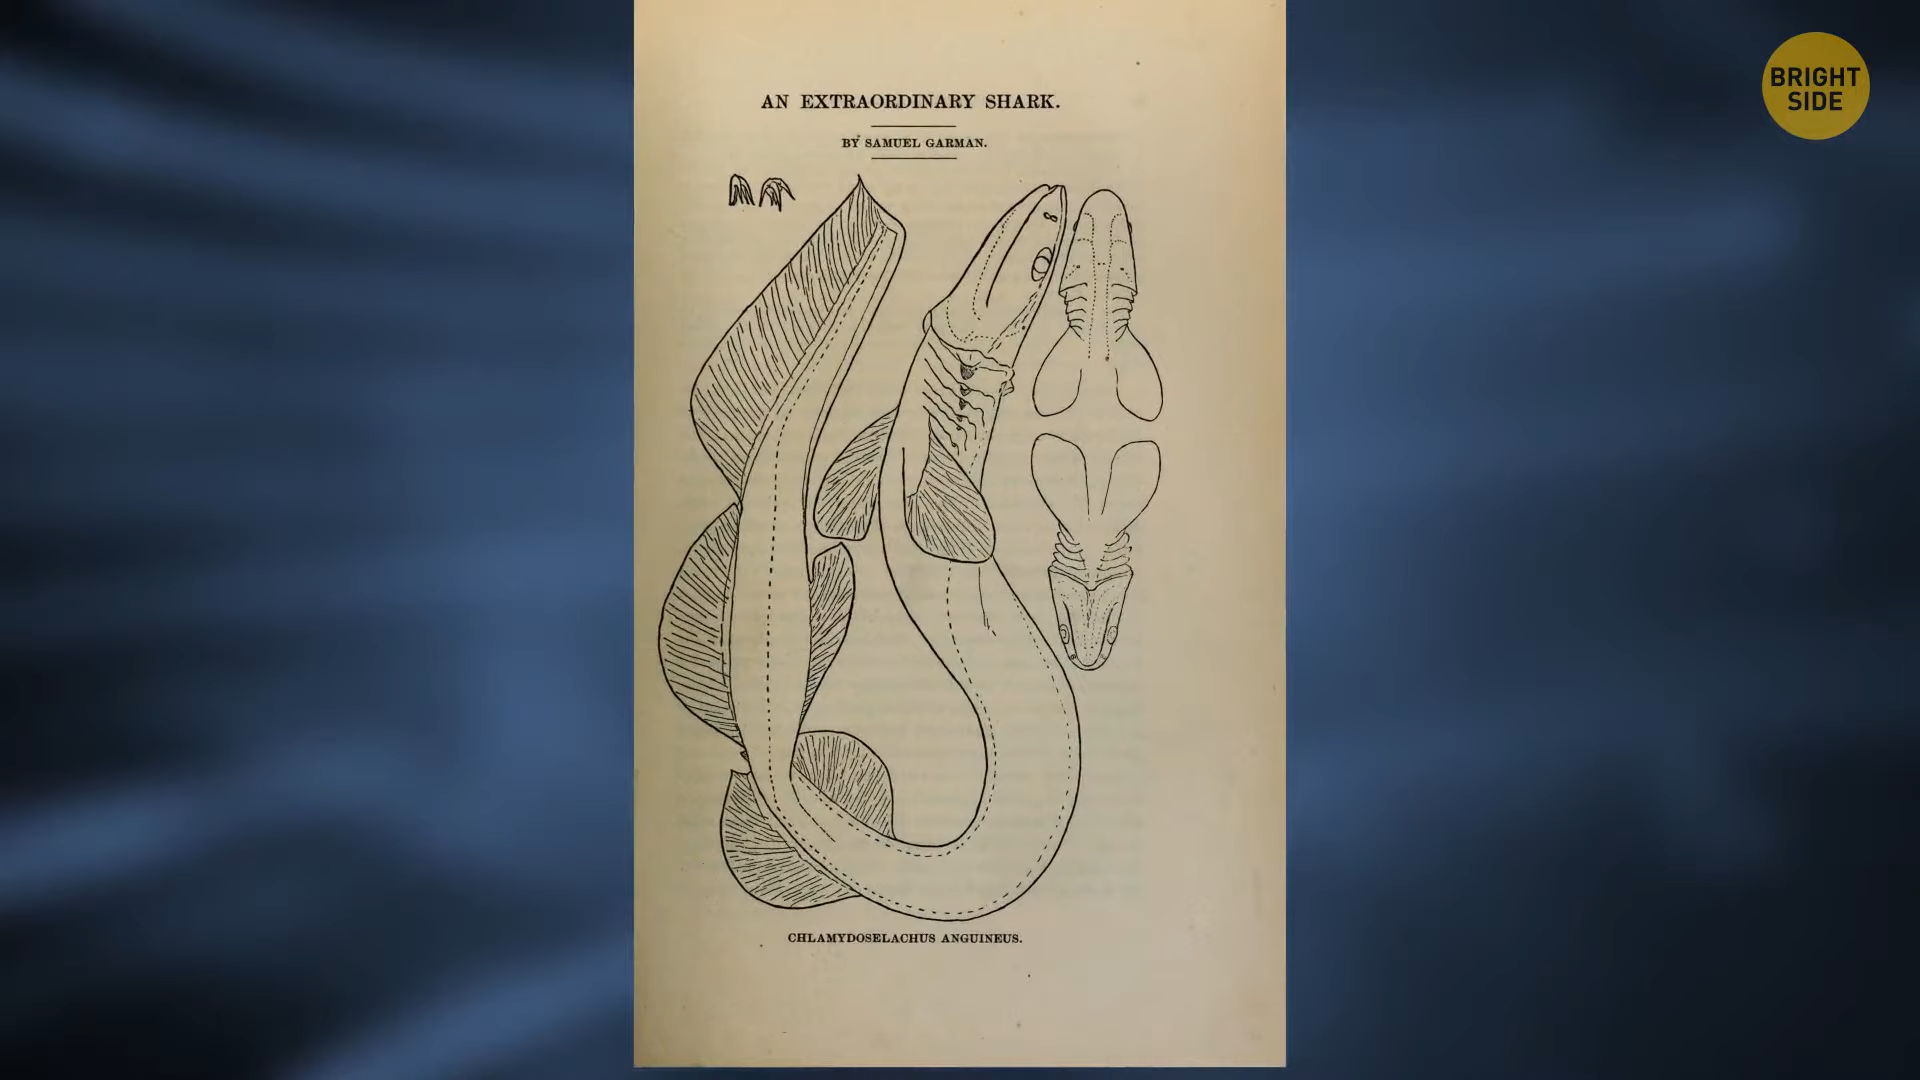 AN EXTRAORDINARY SHARK.
BY SAMUEL GARMAN.
CHLAMYDOSELACHUS ANGUINEUS.
BRIGHT
SIDE